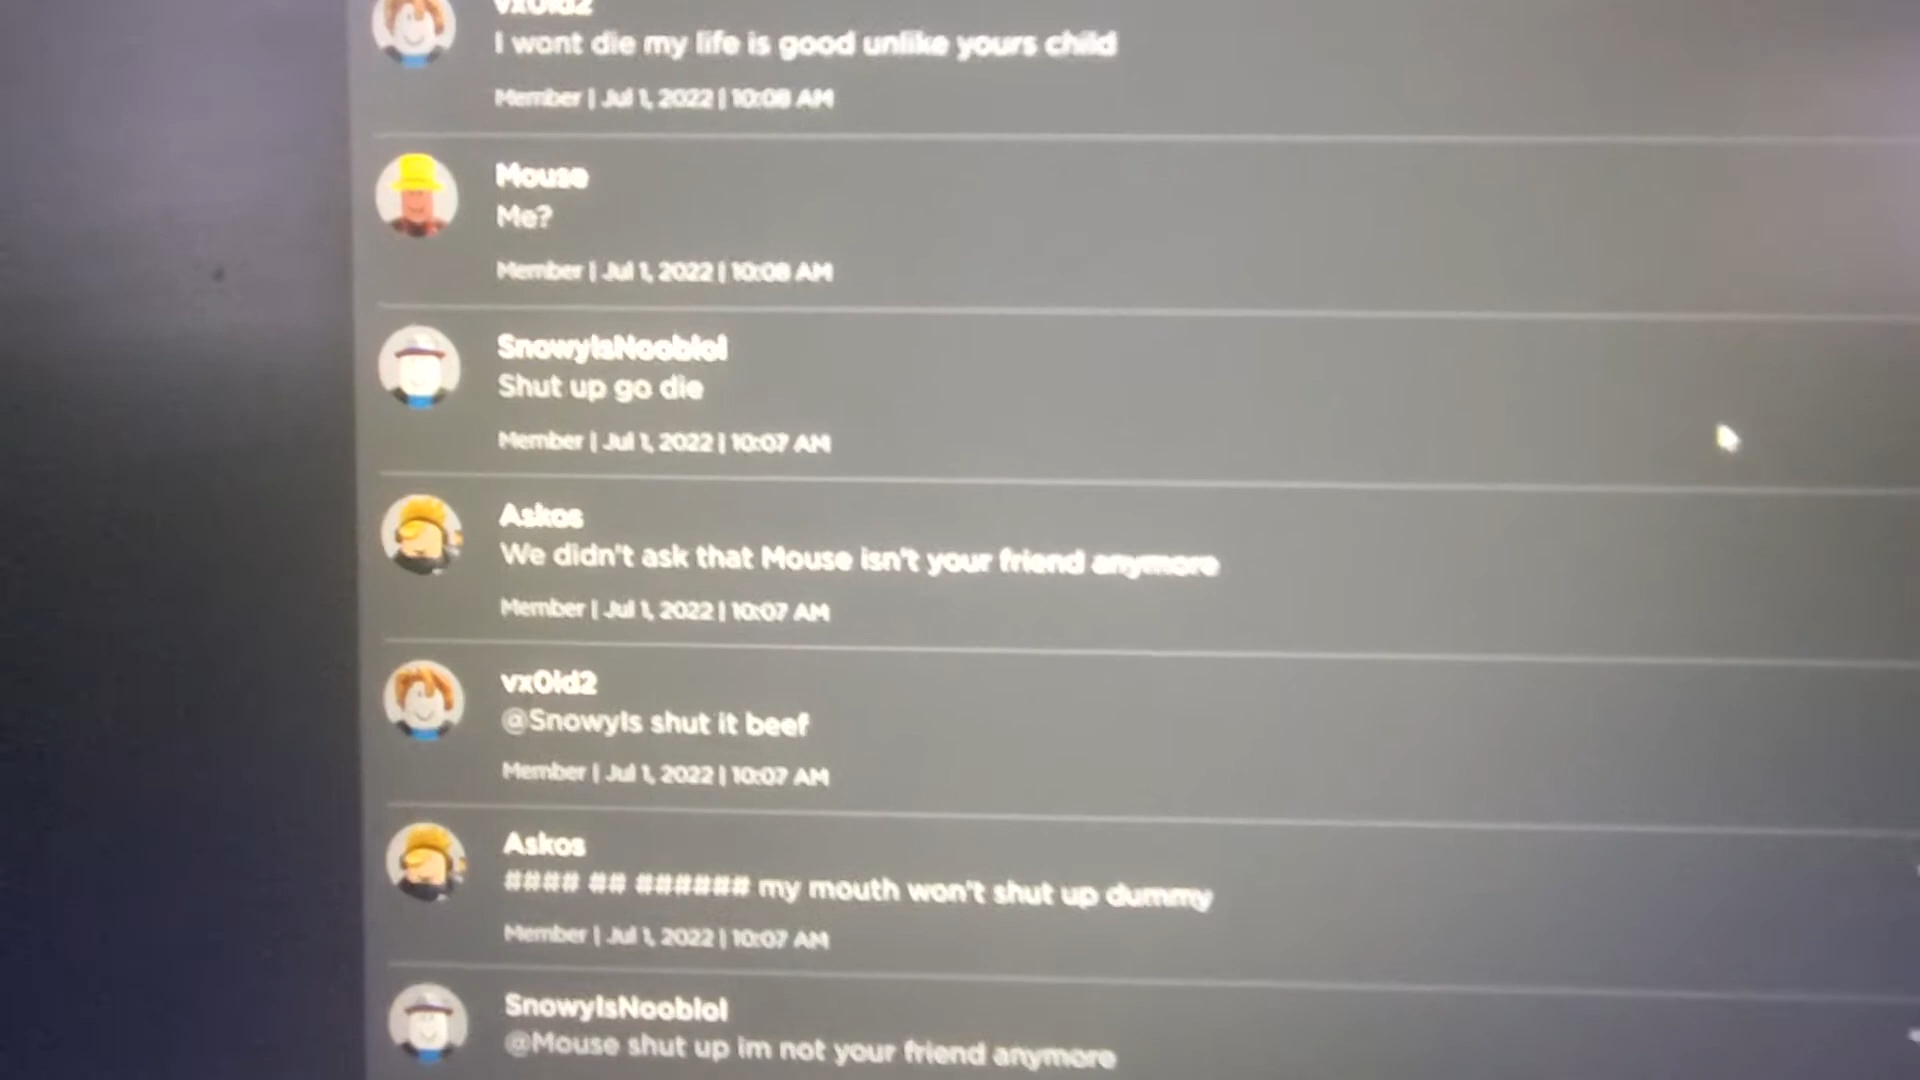 vx0ld2
I wont die my life is good unlike yours child
Member | Jul 1, 2022 | 10:08 AM
Mouse
Me?
Member | Jul 1, 2022 | 10:08 AM
SnowyIsNooblol
Shut up go die
Member | Jul 1, 2022 | 10:07 AM
Askos
We didn't ask that Mouse isn't your friend anymore
Member | Jul 1, 2022 | 10:07 AM
vx0ld2
@SnowyIs shut it beef
Member | Jul 1, 2022 | 10:07 AM
Askos
#### ## ###### my mouth won't shut up dummy
Member | Jul 1, 2022 | 10:07 AM
SnowyIsNooblol
@Mouse shut up im not your friend anymore